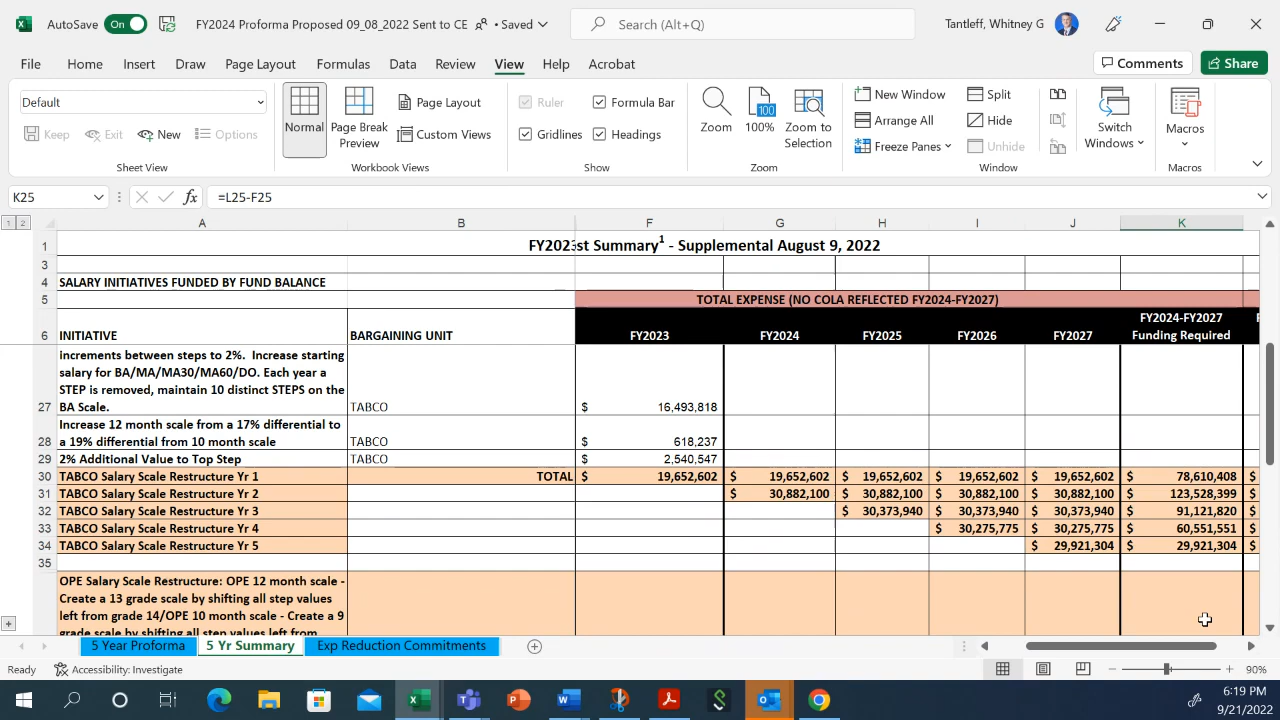 AutoSave On FY2024 Proforma Proposed 09_08_2022 Sent to CE • Saved Search (Alt+Q) Tantleff, Whitney G
File Home Insert Draw Page Layout Formulas Data Review View Help Acrobat Comments Share
Default
Keep Exit New Options
Sheet View
Normal
Page Break Preview
Page Layout
Custom Views
Workbook Views
Ruler Formula Bar
Gridlines Headings
Show
Zoom
100
100%
Zoom to Selection
Zoom
New Window
Arrange All
Freeze Panes
Split
Hide
Unhide
Switch Windows
Window
Macros
Macros
K25 fx =L25-F25
1 2 A B F G H I J K
1 FY2023st Summary1 - Supplemental August 9, 2022
3
4 SALARY INITIATIVES FUNDED BY FUND BALANCE
5 TOTAL EXPENSE (NO COLA REFLECTED FY2024-FY2027)
FY2024-FY2027
6 INITIATIVE BARGAINING UNIT FY2023 FY2024 FY2025 FY2026 FY2027 Funding Required
increments between steps to 2%. Increase starting
salary for BA/MA/MA30/MA60/DO. Each year a
STEP is removed, maintain 10 distinct STEPS on the
27 BA Scale. TABCO $ 16,493,818
Increase 12 month scale from a 17% differential to
28 a 19% differential from 10 month scale TABCO $ 618,237
29 2% Additional Value to Top Step TABCO $ 2,540,547
30 TABCO Salary Scale Restructure Yr 1 TOTAL $ 19,652,602 $ 19,652,602 $ 19,652,602 $ 19,652,602 $ 19,652,602 $ 78,610,408 $
31 TABCO Salary Scale Restructure Yr 2 $ 30,882,100 $ 30,882,100 $ 30,882,100 $ 30,882,100 $ 123,528,399 $
32 TABCO Salary Scale Restructure Yr 3 $ 30,373,940 $ 30,373,940 $ 30,373,940 $ 91,121,820 $
33 TABCO Salary Scale Restructure Yr 4 $ 30,275,775 $ 30,275,775 $ 60,551,551 $
34 TABCO Salary Scale Restructure Yr 5 $ 29,921,304 $ 29,921,304 $
35
OPE Salary Scale Restructure: OPE 12 month scale -
Create a 13 grade scale by shifting all step values
left from grade 14/OPE 10 month scale - Create a 9
grade scale by shifting all step values left from
5 Year Proforma 5 Yr Summary Exp Reduction Commitments
Ready Accessibility: Investigate 90%
6:19 PM
9/21/2022